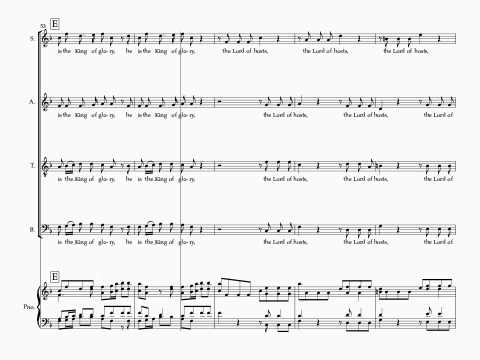 53
E
S.
is the King of glo-ry, he is the King of glo-ry, the Lord of hosts, the Lord of hosts, the Lord of hosts,
A.
is the King of glo-ry, he is the King of glo-ry, the Lord of hosts, the Lord of hosts, the Lord of
T.
is the King of glo-ry, he is the King of glo-ry, the Lord of hosts, the Lord of hosts, the Lord of
B.
is the King of glo-ry, he is the King of glo-ry, the Lord of hosts, the Lord of hosts, the Lord of
E
Pno.